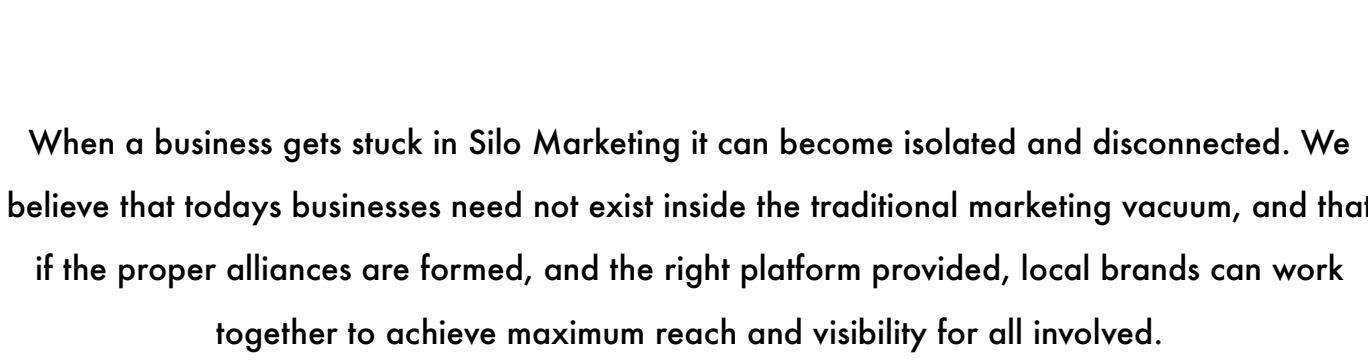 When a business gets stuck in Silo Marketing it can become isolated and disconnected. We
believe that todays businesses need not exist inside the traditional marketing vacuum, and that
if the proper alliances are formed, and the right platform provided, local brands can work
together to achieve maximum reach and visibility for all involved.